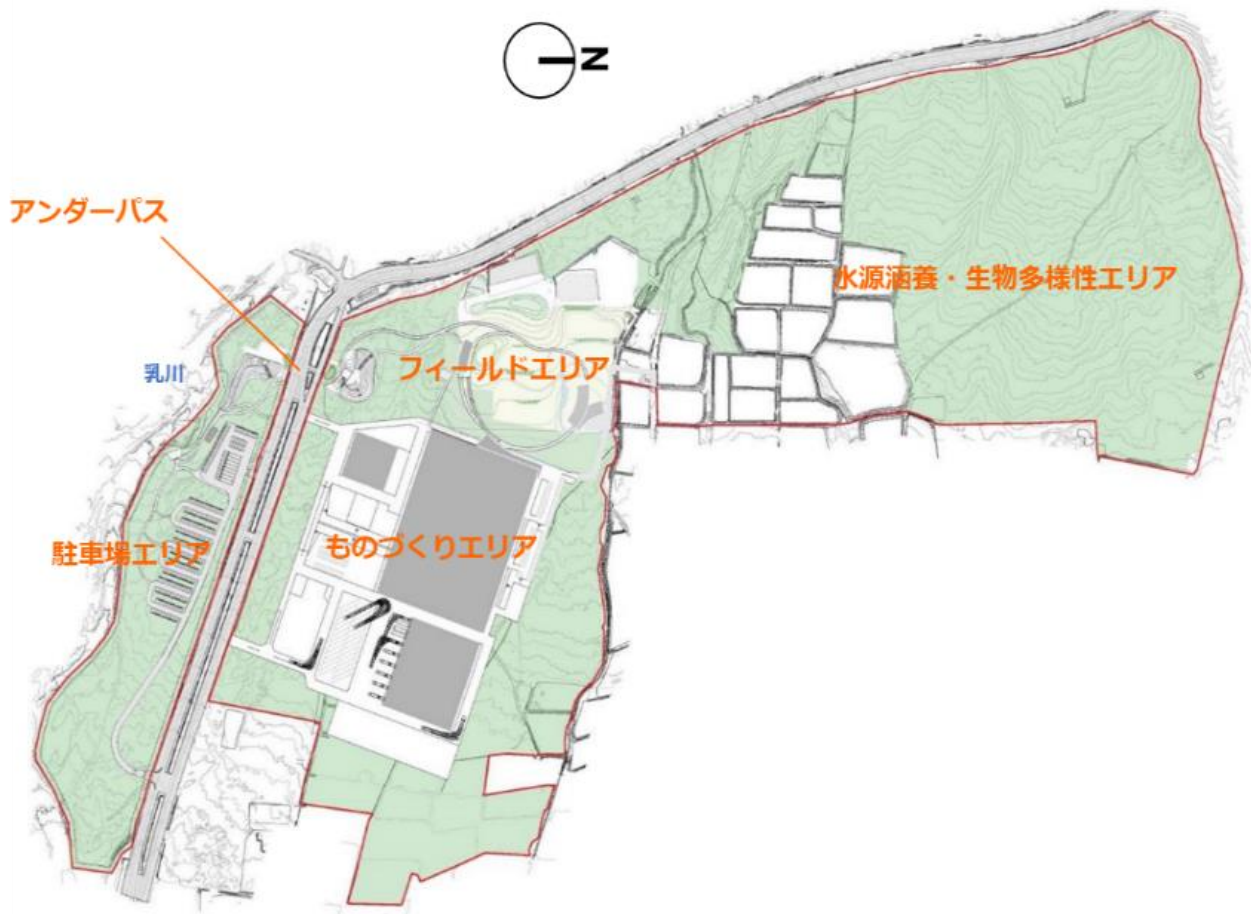 N
アンダーパス
水源涵養・生物多様性エリア
乳川
フィールドエリア
駐車場エリア
ものづくりエリア